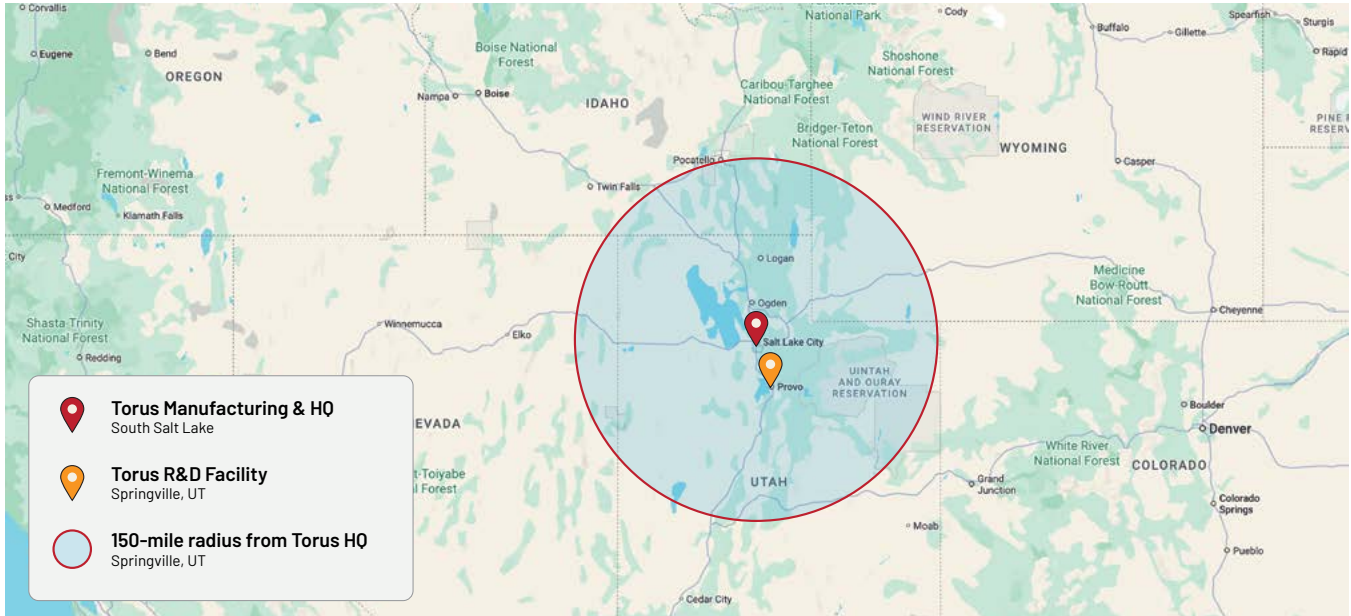 Corvallis
National Park
Cody
Spearfish
Sturgis
Buffalo
Gillette
Rapid
Eugene
Bend
OREGON
Boise National
Forest
Shoshone
National Forest
Caribou-Targhee
National Forest
Nampa
Boise
IDAHO
WIND RIVER
RESERVATION
Bridger-Teton
National Forest
WYOMING
PINE R
RESERV
Pocatello
Casper
Fremont-Winema
National Forest
Twin Falls
ss
Medford
Klamath Falls
City
Logan
Medicine
Bow-Routt
National Forest
Ogden
Cheyenne
Shasta-Trinity
National Forest
Winnemucca
Elko
Salt Lake City
Redding
UINTAH
AND OURAY
RESERVATION
Provo
Boulder
Denver
Torus Manufacturing & HQ
South Salt Lake
EVADA
White River
National Forest
COLORADO
Torus R&D Facility
Springville, UT
t-Toiyabe
l Forest
UTAH
Grand
Junction
Colorado
Springs
Moab
150-mile radius from Torus HQ
Springville, UT
Pueblo
Cedar City